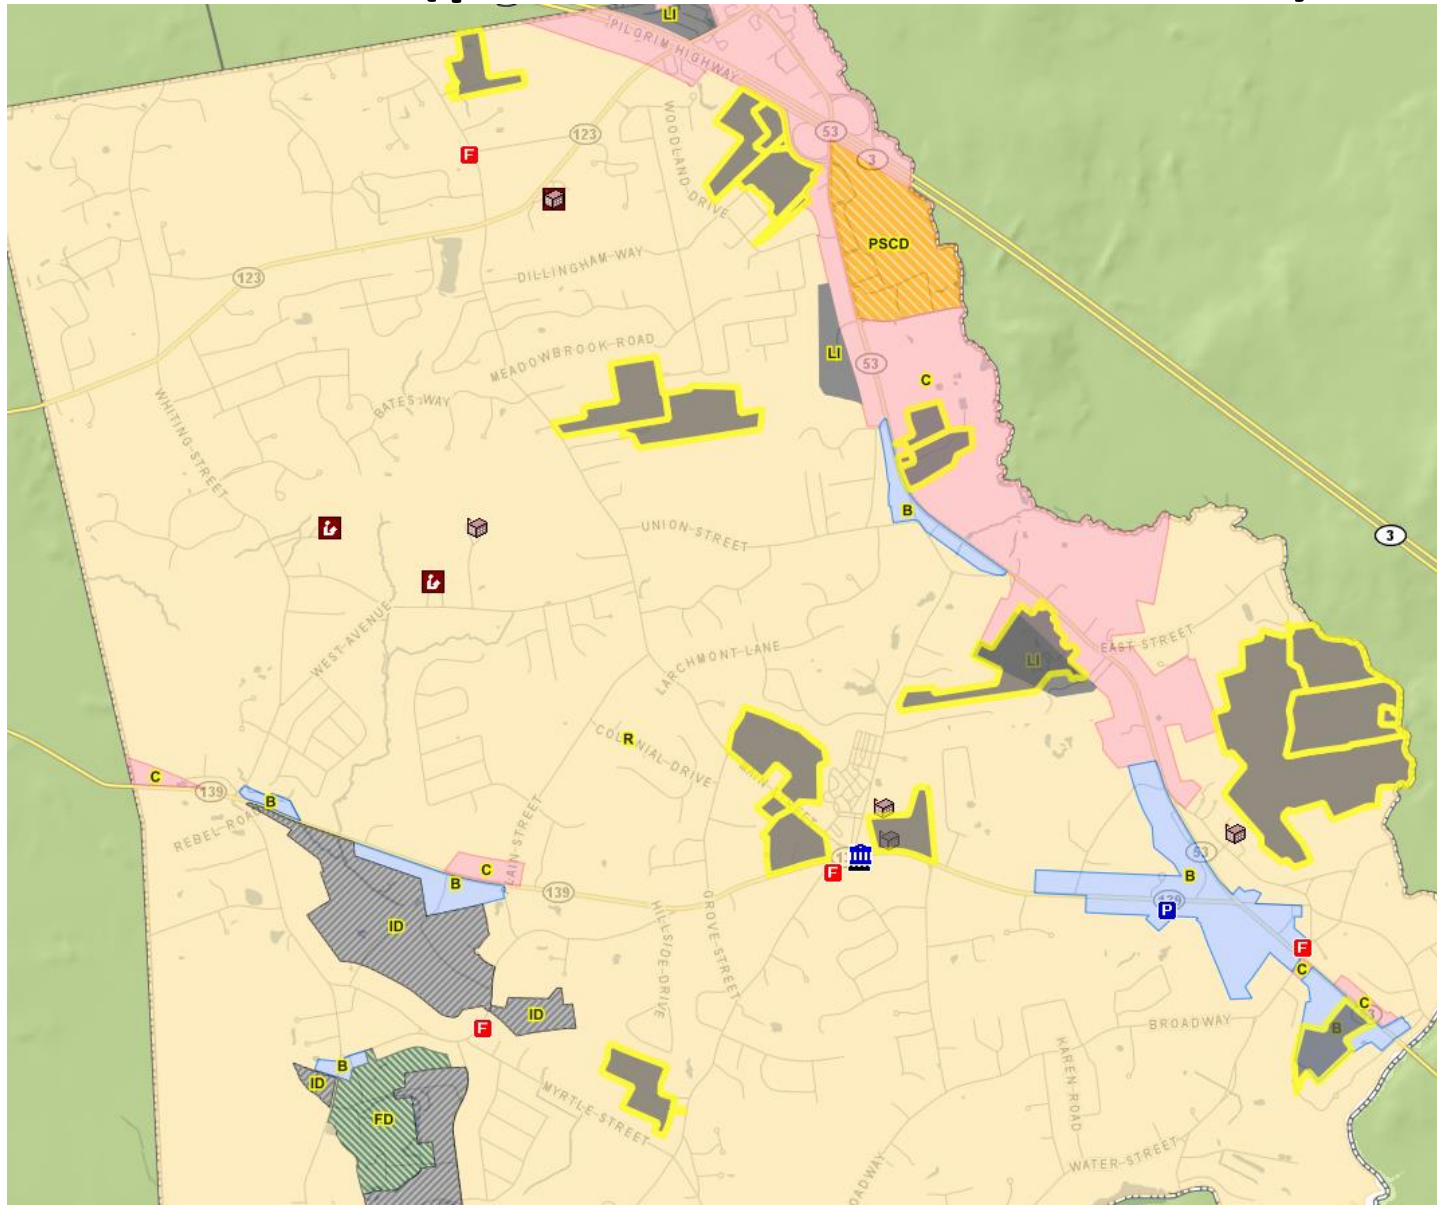 LI
PILGRIM HIGHWAY
123
53
3
F
WOODLAND DRIVE
PSCD
123
DILLINGHAM WAY
MEADOWBROOK ROAD
LI
53
C
BATES WAY
WHITING STREET
B
UNION STREET
3
WEST AVENUE
EAST STREET
LARCHMONT LANE
LI
R
COLONIAL DRIVE
C
139
B
REBEL ROAD
53
C
B
139
F
B
P
HILLSIDE DRIVE
GROVE STREET
ID
F
C
C
ID
F
BROADWAY
B
B
ID
KAREN ROAD
FD
MYRTLE STREET
WATER STREET